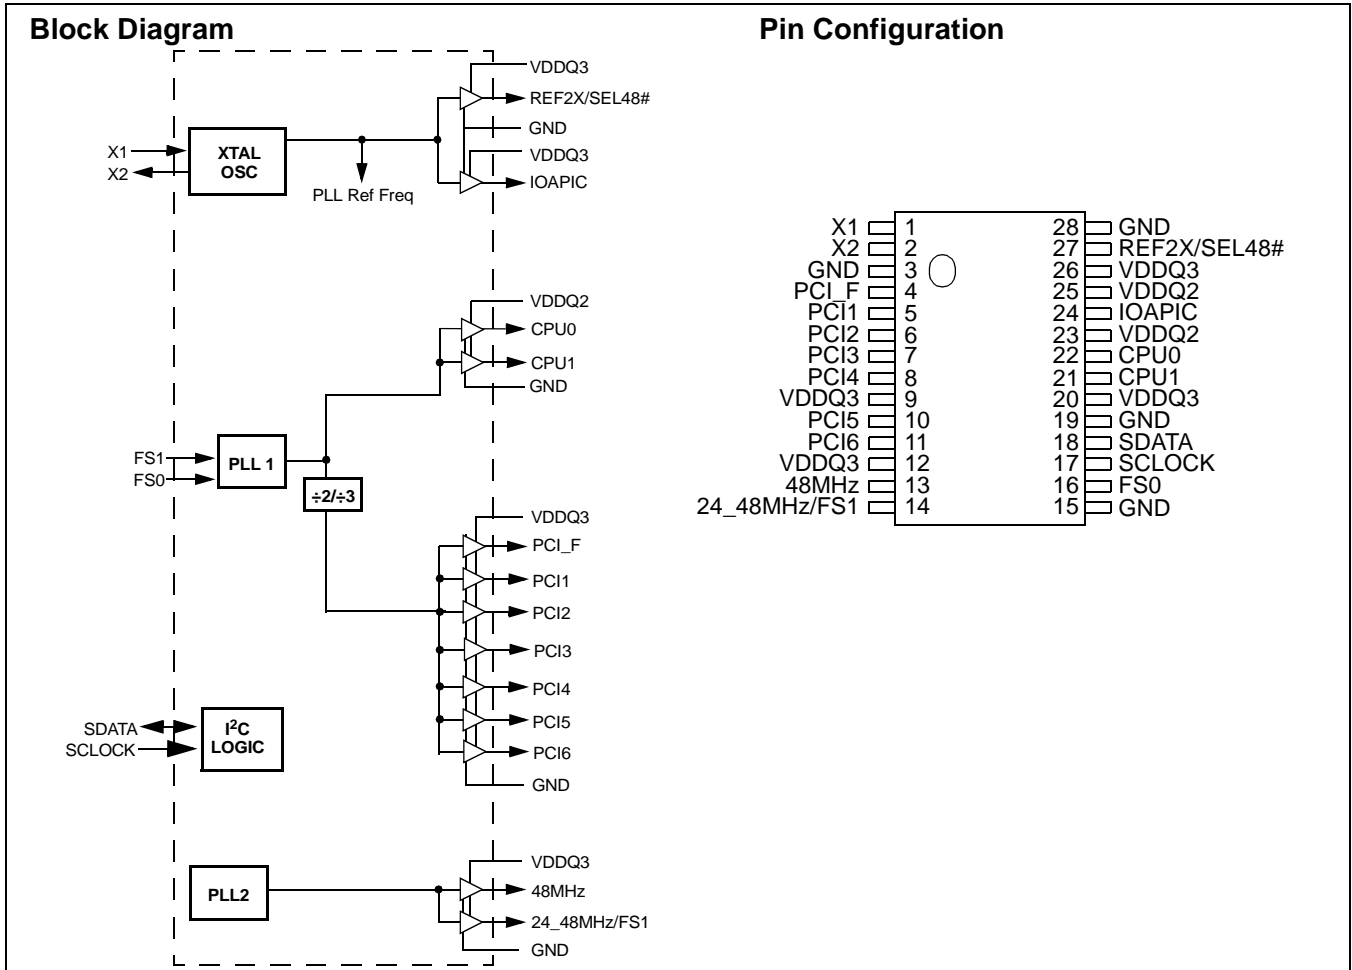 Block Diagram
VDDQ3
REF2X/SEL48#
GND
VDDQ3
IOAPIC
X1
X2
XTAL
OSC
PLL Ref Freq
VDDQ2
CPU0
CPU1
GND
FS1
FS0
PLL 1
÷2/÷3
VDDQ3
PCI_F
PCI1
PCI2
PCI3
PCI4
PCI5
PCI6
GND
SDATA
SCLOCK
I²C
LOGIC
PLL2
VDDQ3
48MHz
24_48MHz/FS1
GND
Pin Configuration
X1 1 28 GND
X2 2 27 REF2X/SEL48#
GND 3 26 VDDQ3
PCI_F 4 25 VDDQ2
PCI1 5 24 IOAPIC
PCI2 6 23 VDDQ2
PCI3 7 22 CPU0
PCI4 8 21 CPU1
VDDQ3 9 20 VDDQ3
PCI5 10 19 GND
PCI6 11 18 SDATA
VDDQ3 12 17 SCLOCK
48MHz 13 16 FS0
24_48MHz/FS1 14 15 GND